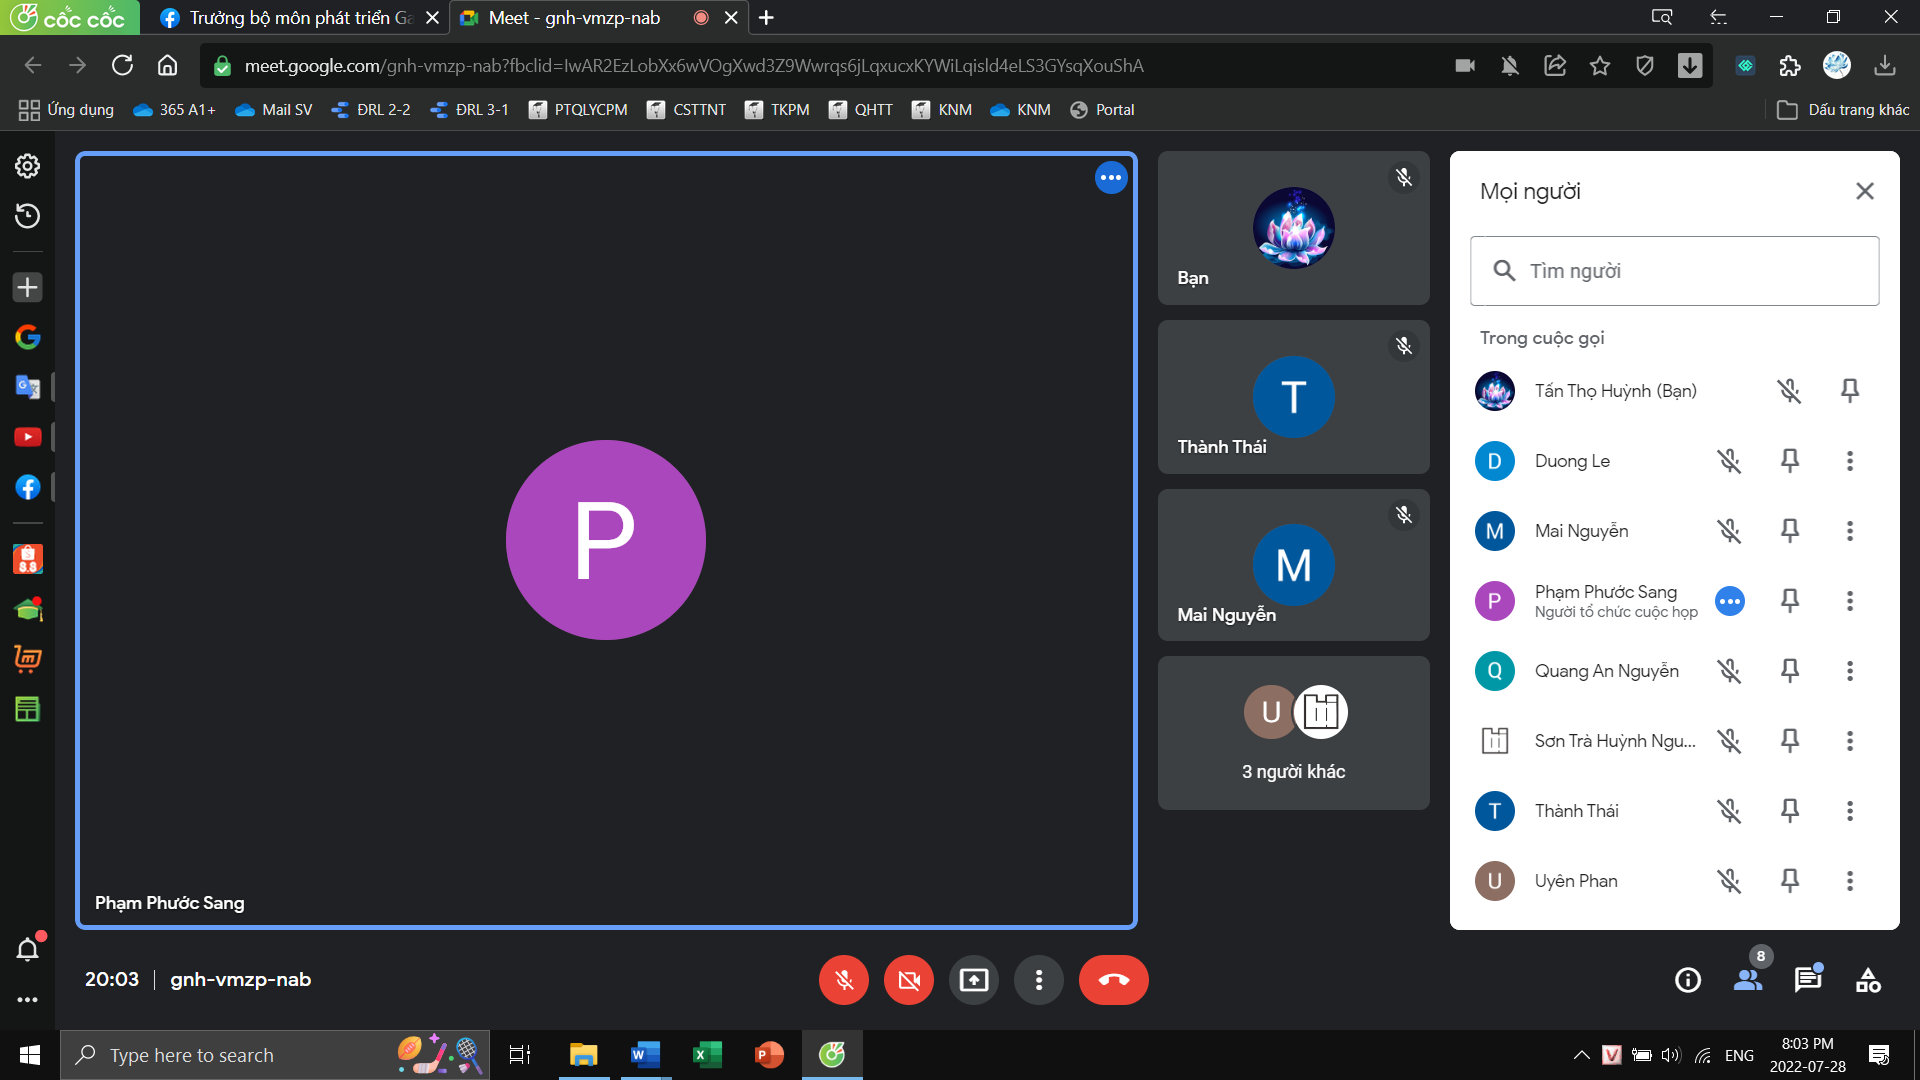 cốc cốc
Trưởng bộ môn phát triển Ga
Meet - gnh-vmzp-nab
meet.google.com/gnh-vmzp-nab?fbclid=IwAR2EzLobXx6wVOgXwd3Z9Wwrqs6jLqxucxKYWiLqisld4eLS3GYsqXouShA
Ứng dụng
365 A1+
Mail SV
ĐRL 2-2
ĐRL 3-1
PTQLYCPM
CSTTNT
TKPM
QHTT
KNM
KNM
Portal
Dấu trang khác
P
Phạm Phước Sang
Bạn
T
Thành Thái
M
Mai Nguyễn
U
3 người khác
Mọi người
Tìm người
Trong cuộc gọi
Tấn Thọ Huỳnh (Bạn)
D
Duong Le
M
Mai Nguyễn
P
Phạm Phước Sang
Người tổ chức cuộc họp
Q
Quang An Nguyễn
Sơn Trà Huỳnh Ngu...
T
Thành Thái
U
Uyên Phan
20:03
gnh-vmzp-nab
8
Type here to search
ENG
8:03 PM
2022-07-28